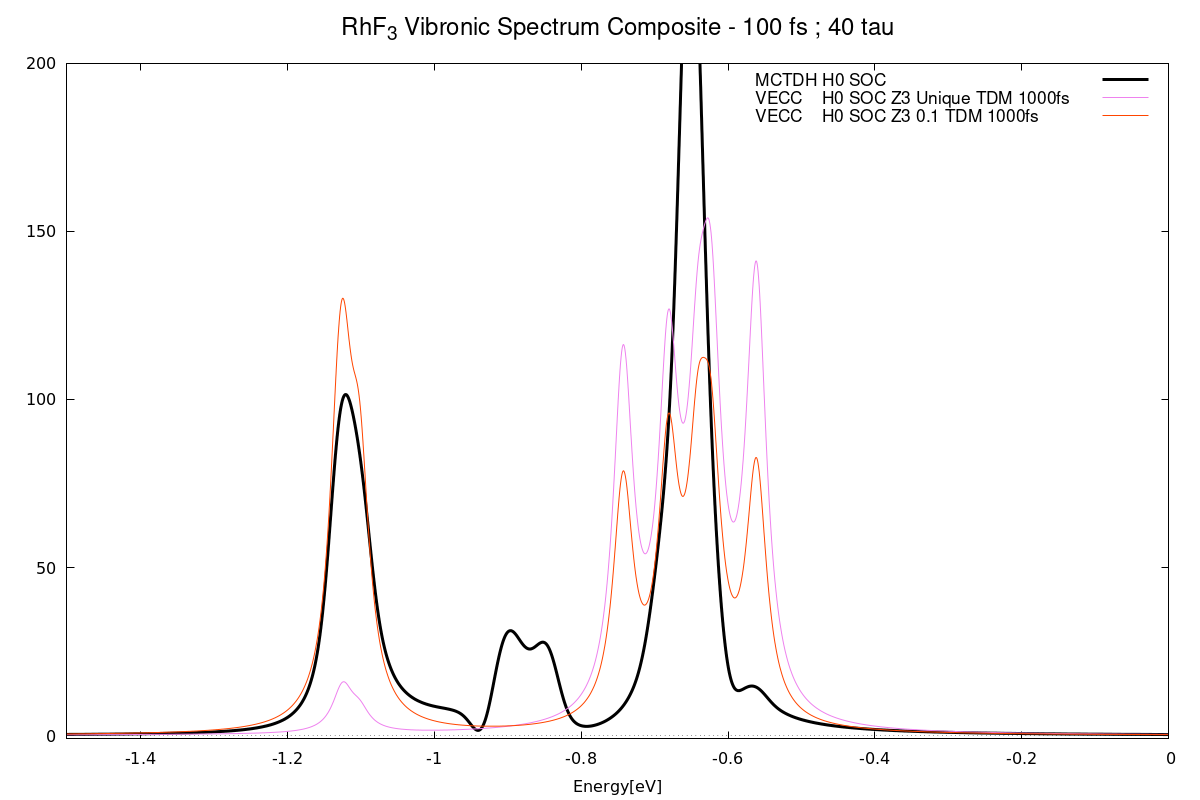 RhF3 Vibronic Spectrum Composite - 100 fs ; 40 tau
200
150
100
50
0
MCTDH H0 SOC
VECC H0 SOC Z3 Unique TDM 1000fs
VECC H0 SOC Z3 0.1 TDM 1000fs
-1.4 -1.2 -1 -0.8 -0.6 -0.4 -0.2 0
Energy[eV]